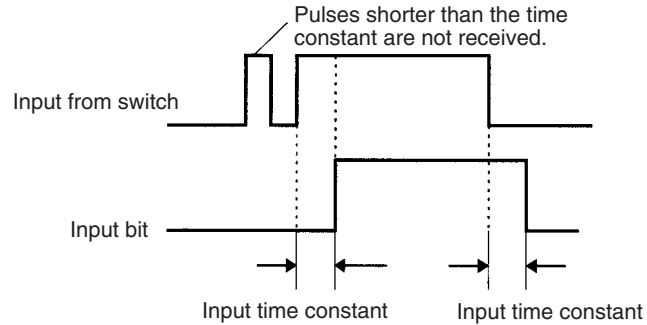 Pulses shorter than the time
constant are not received.
Input from switch
Input bit
Input time constant
Input time constant